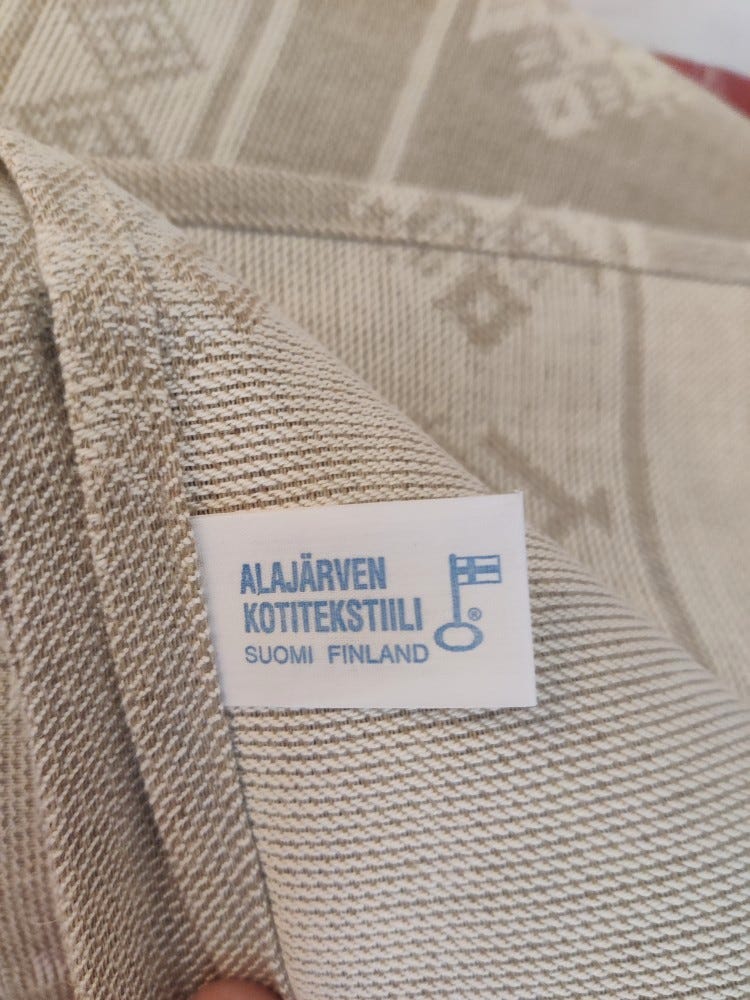 ALAJÄRVEN
KOTITEKSTIILI
SUOMI FINLAND
®